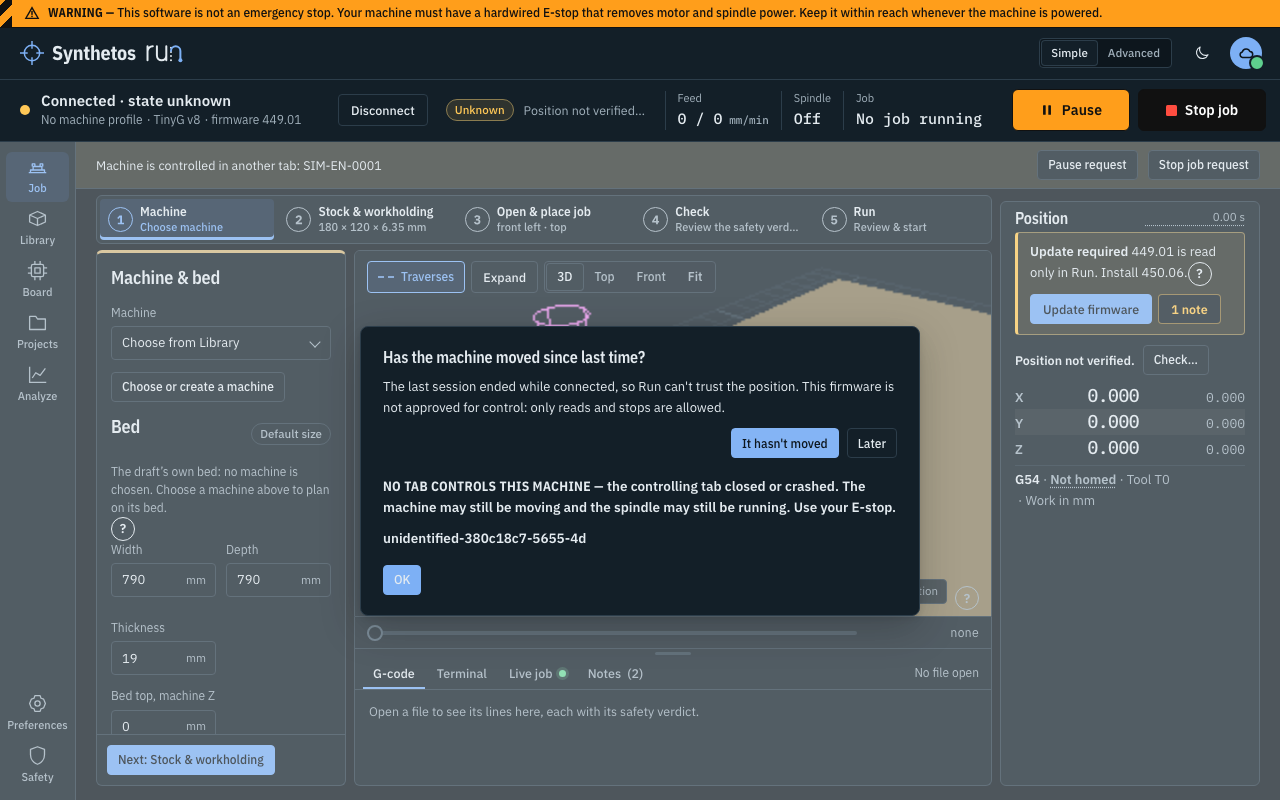 WARNING — This software is not an emergency stop. Your machine must have a hardwired E-stop that removes motor and spindle power. Keep it within reach whenever the machine is powered.
Synthetos run
Simple
Advanced
Connected · state unknown
No machine profile · TinyG v8 · firmware 449.01
Disconnect
Unknown
Position not verified...
Feed
0 / 0 mm/min
Spindle
Off
Job
No job running
Pause
Stop job
Machine is controlled in another tab: SIM-EN-0001
Pause request
Stop job request
Job
Library
Board
Projects
Analyze
Preferences
Safety
1 Machine
Choose machine
2 Stock & workholding
180 × 120 × 6.35 mm
3 Open & place job
front left · top
4 Check
Review the safety verd...
5 Run
Review & start
Machine & bed
Machine
Choose from Library
Choose or create a machine
Bed
Default size
The draft's own bed: no machine is
chosen. Choose a machine above to plan
on its bed.
?
Width
Depth
790 mm
790 mm
Thickness
19 mm
Bed top, machine Z
0 mm
Next: Stock & workholding
Traverses
Expand
3D
Top
Front
Fit
Has the machine moved since last time?
The last session ended while connected, so Run can't trust the position. This firmware is
not approved for control: only reads and stops are allowed.
It hasn't moved
Later
NO TAB CONTROLS THIS MACHINE — the controlling tab closed or crashed. The
machine may still be moving and the spindle may still be running. Use your E-stop.
unidentified-380c18c7-5655-4d
OK
?
none
G-code
Terminal
Live job
Notes (2)
No file open
Open a file to see its lines here, each with its safety verdict.
Position
0.00 s
Update required 449.01 is read
only in Run. Install 450.06. ?
Update firmware
1 note
Position not verified.
Check...
X 0.000 0.000
Y 0.000 0.000
Z 0.000 0.000
G54 · Not homed · Tool T0
· Work in mm